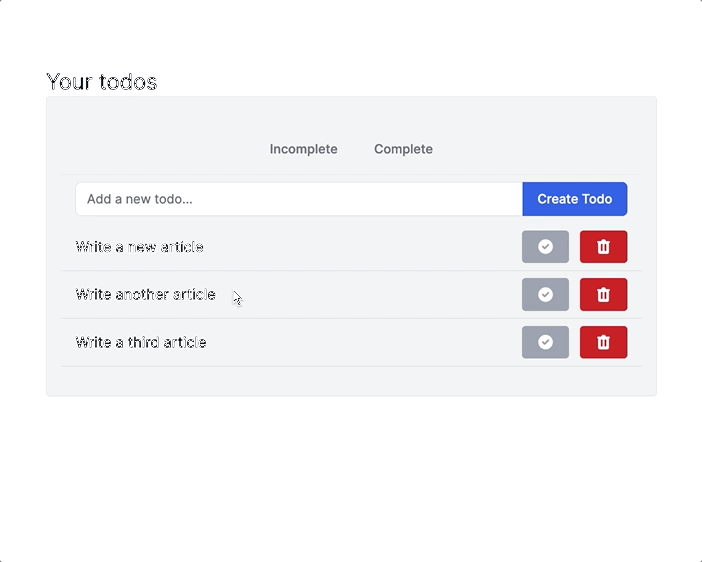 Your todos
Incomplete Complete
Add a new todo... Create Todo
Write a new article
Write another article
Write a third article